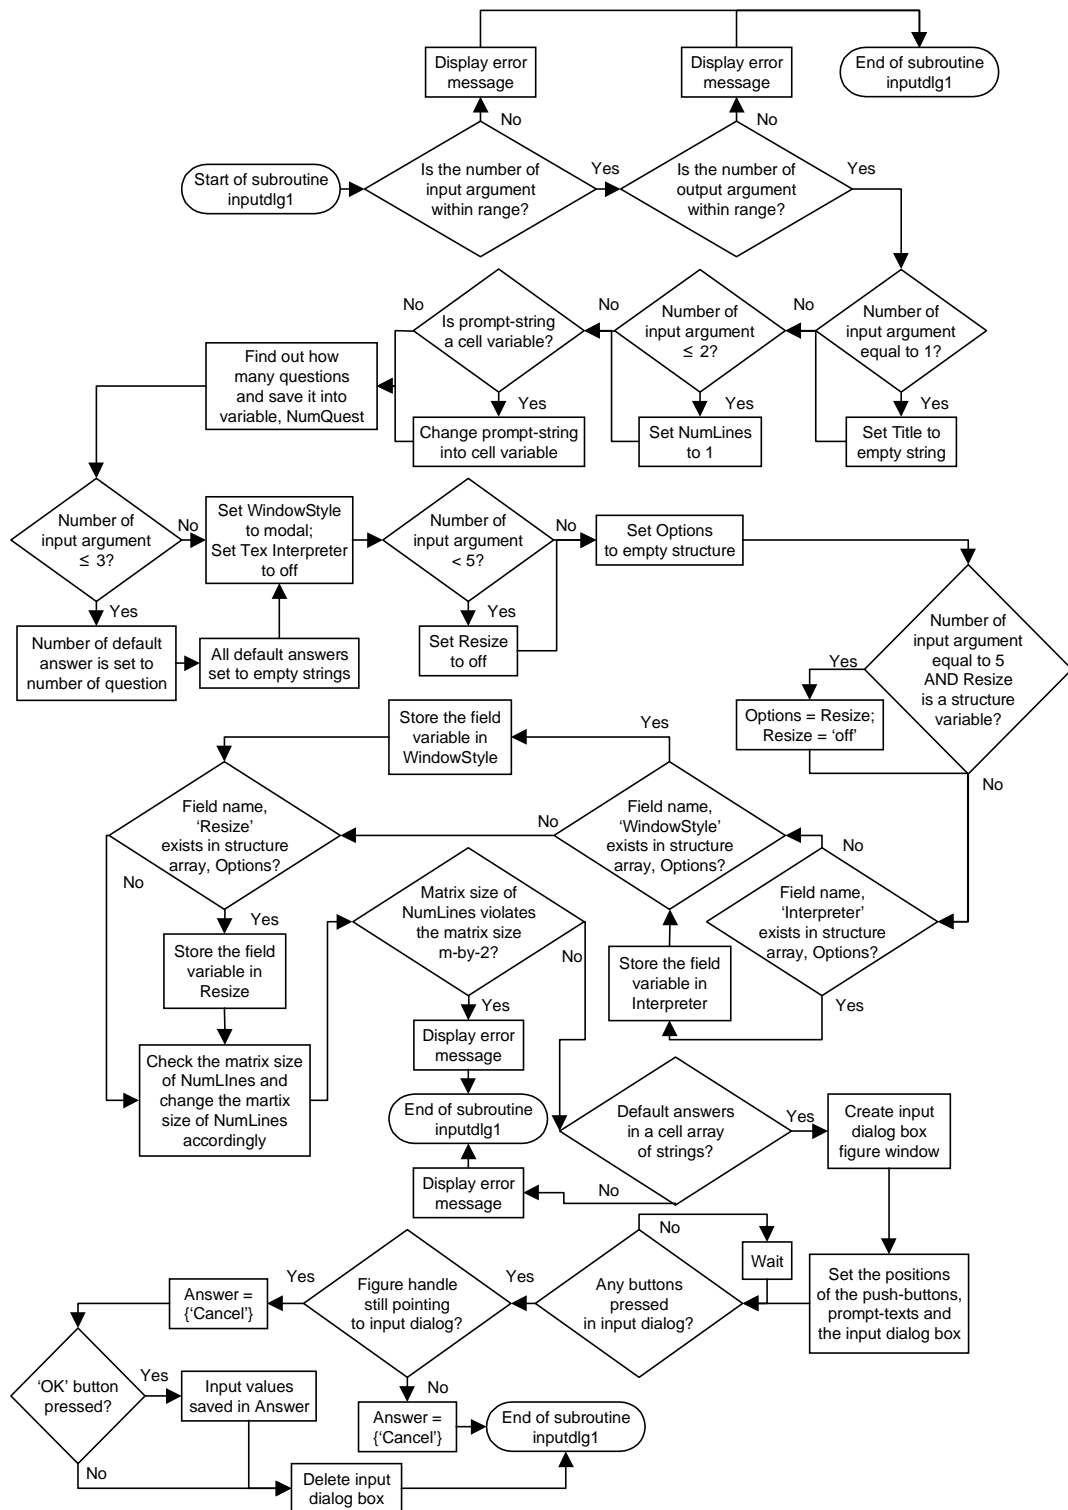 Display error
message
Display error
message
End of subroutine
inputdlg1
No
No
Start of subroutine
inputdlg1
Is the number of
input argument
within range?
Yes
Is the number of
output argument
within range?
Yes
Find out how
many questions
and save it into
variable, NumQuest
No
Is prompt-string
a cell variable?
No
Number of
input argument
≤ 2?
No
Number of
input argument
equal to 1?
Yes
Yes
Yes
Change prompt-string
into cell variable
Set NumLines
to 1
Set Title to
empty string
Number of
input argument
≤ 3?
No
Set WindowStyle
to modal;
Set Tex Interpreter
to off
Number of
input argument
< 5?
No
Set Options
to empty structure
Yes
Yes
Number of default
answer is set to
number of question
All default answers
set to empty strings
Set Resize
to off
Number of
input argument
equal to 5
AND Resize
is a structure
variable?
Yes
Options = Resize;
Resize = ‘off’
No
Store the field
variable in
WindowStyle
Yes
Field name,
‘Resize’
exists in structure
array, Options?
No
Field name,
‘WindowStyle’
exists in structure
array, Options?
No
Field name,
‘Interpreter’
exists in structure
array, Options?
No
Yes
Matrix size of
NumLines violates
the matrix size
m-by-2?
No
Store the field
variable in
Resize
Store the field
variable in
Interpreter
Yes
Yes
Display error
message
Check the matrix size
of NumLInes and
change the martix
size of NumLines
accordingly
End of subroutine
inputdlg1
Default answers
in a cell array
of strings?
Yes
Create input
dialog box
figure window
Display error
message
No
No
Wait
Set the positions
of the push-buttons,
prompt-texts and
the input dialog box
Any buttons
pressed
in input dialog?
Yes
Figure handle
still pointing
to input dialog?
Yes
Answer =
{‘Cancel’}
‘OK’ button
pressed?
Yes
Input values
saved in Answer
No
Answer =
{‘Cancel’}
End of subroutine
inputdlg1
No
Delete input
dialog box